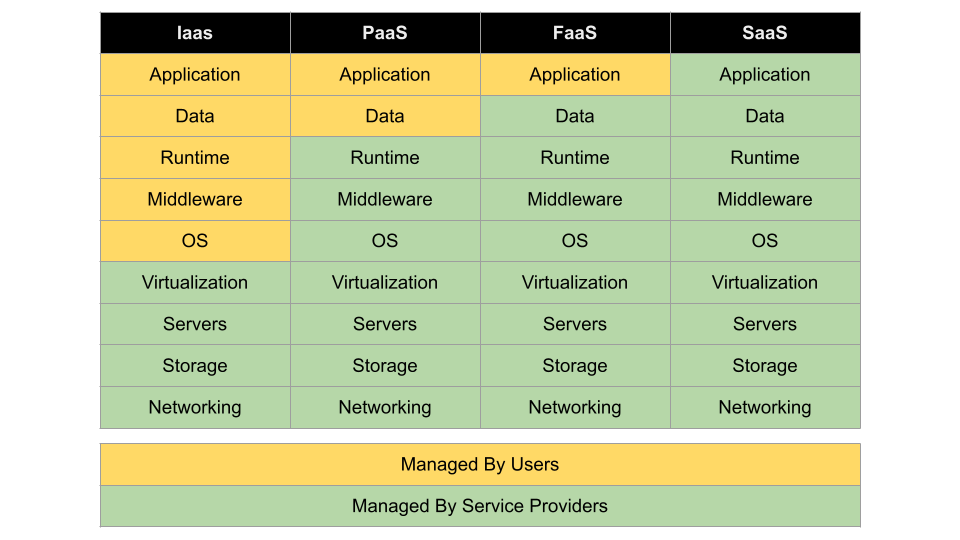 Iaas PaaS FaaS SaaS
Application Application Application Application
Data Data Data Data
Runtime Runtime Runtime Runtime
Middleware Middleware Middleware Middleware
OS OS OS OS
Virtualization Virtualization Virtualization Virtualization
Servers Servers Servers Servers
Storage Storage Storage Storage
Networking Networking Networking Networking
Managed By Users
Managed By Service Providers